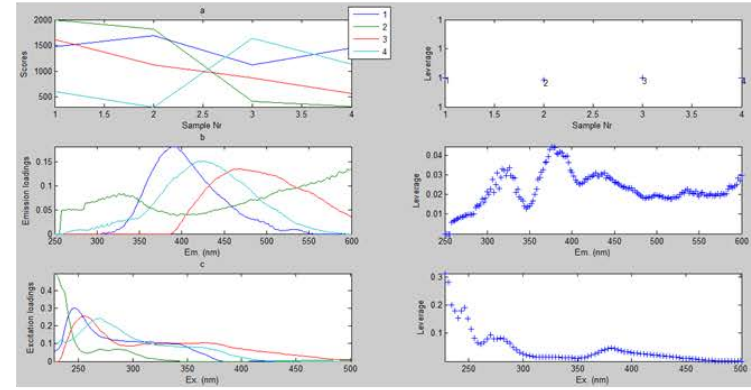 a
2000
1500
1000
500
Scores
1 1.5 2 2.5 3 3.5 4
Sample Nr
1
2
3
4
1
1
1
1
1
Leverage
1 2 3 4
1 1.5 2 2.5 3 3.5 4
Sample Nr
b
0.15
0.1
0.05
0
Emission loadings
250 300 350 400 450 500 550 600
Em. (nm)
0.04
0.03
0.02
0.01
Leverage
250 300 350 400 450 500 550 600
Em. (nm)
c
0.4
0.3
0.2
0.1
0
Excitation loadings
250 300 350 400 450 500
Ex. (nm)
0.3
0.2
0.1
Leverage
250 300 350 400 450 500
Ex. (nm)